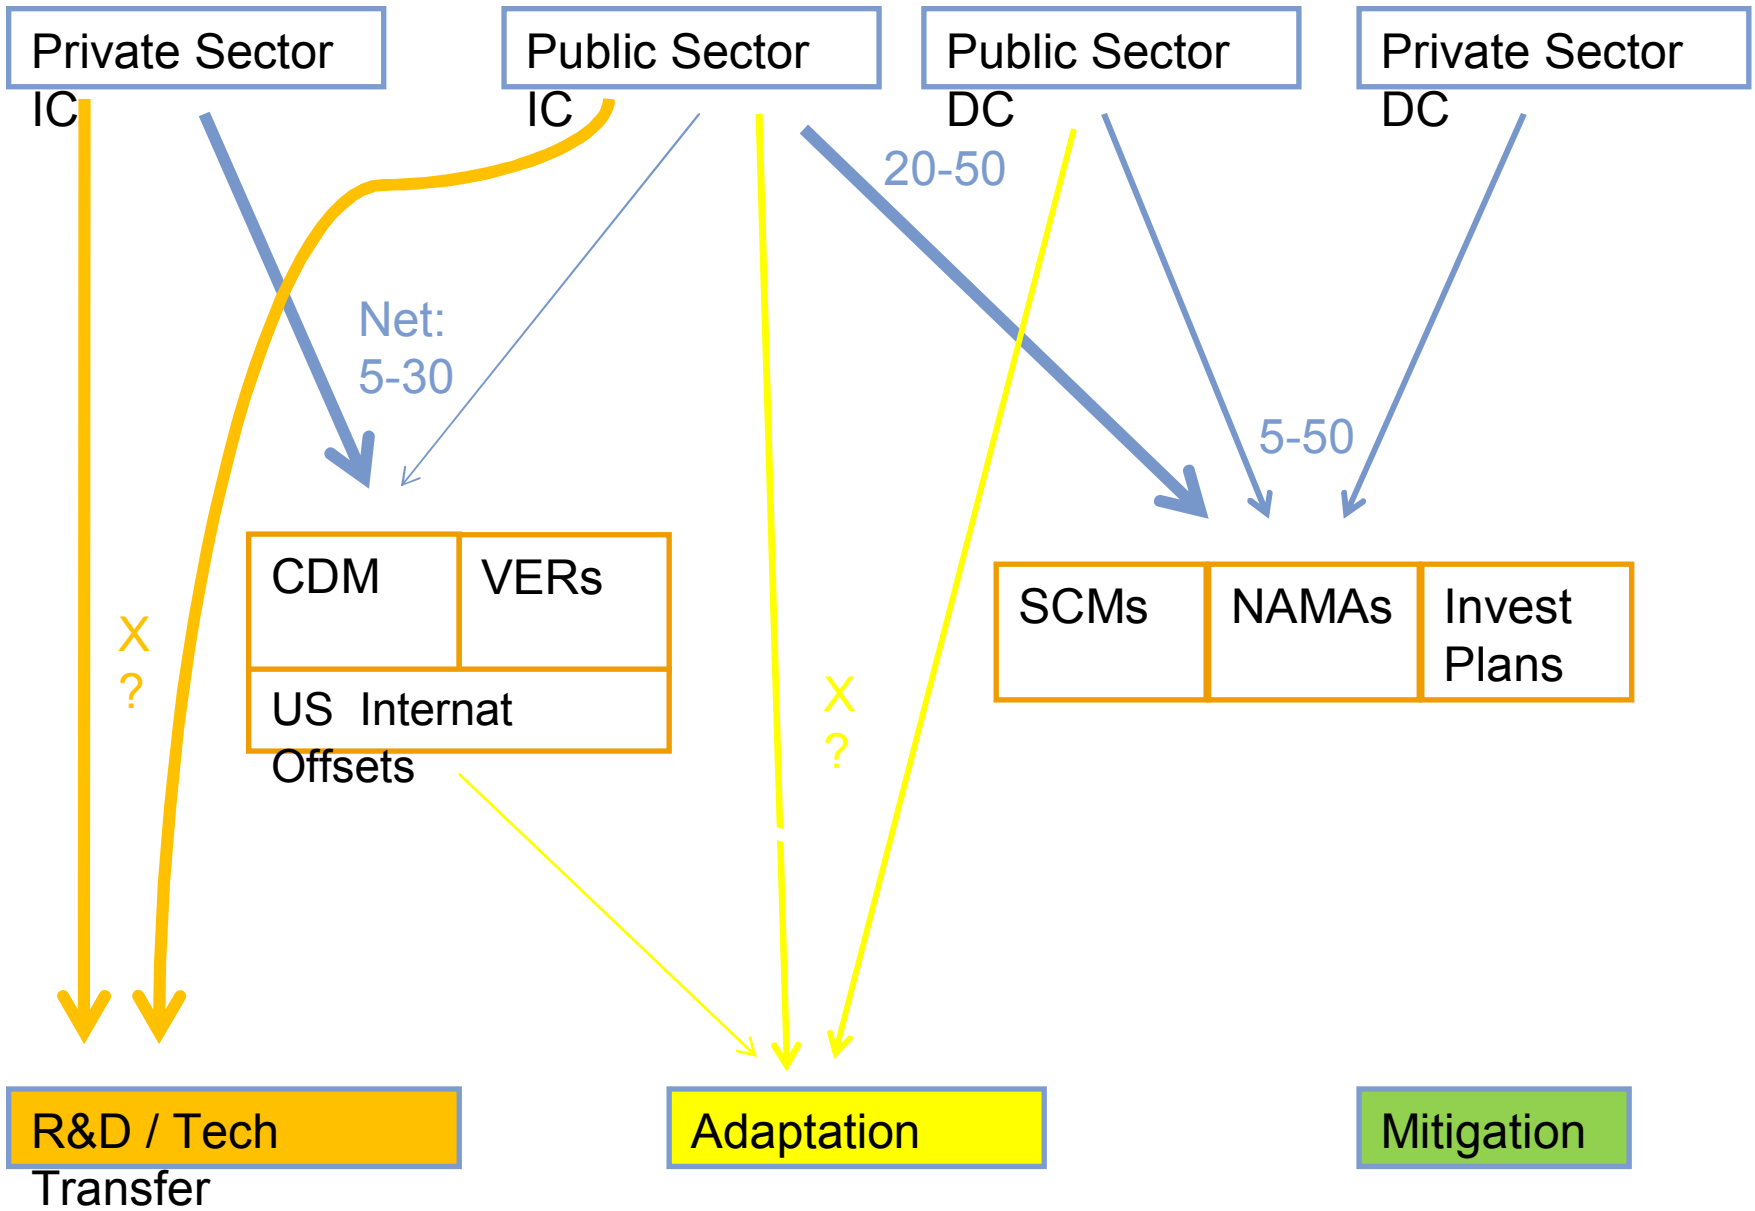 Private Sector
IC
Public Sector
IC
Public Sector
DC
Private Sector
DC
20-50
Net:
5-30
5-50
CDM
VERs
US  Internat
Offsets
SCMs
NAMAs
Invest
Plans
X
?
X
?
R&D / Tech
Transfer
Adaptation
Mitigation